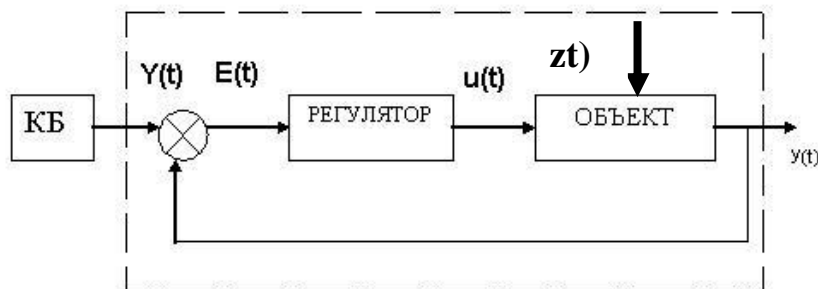 zt)
Y(t)
E(t)
u(t)
КБ
РЕГУЛЯТОР
ОБЪЕКТ
У(t)